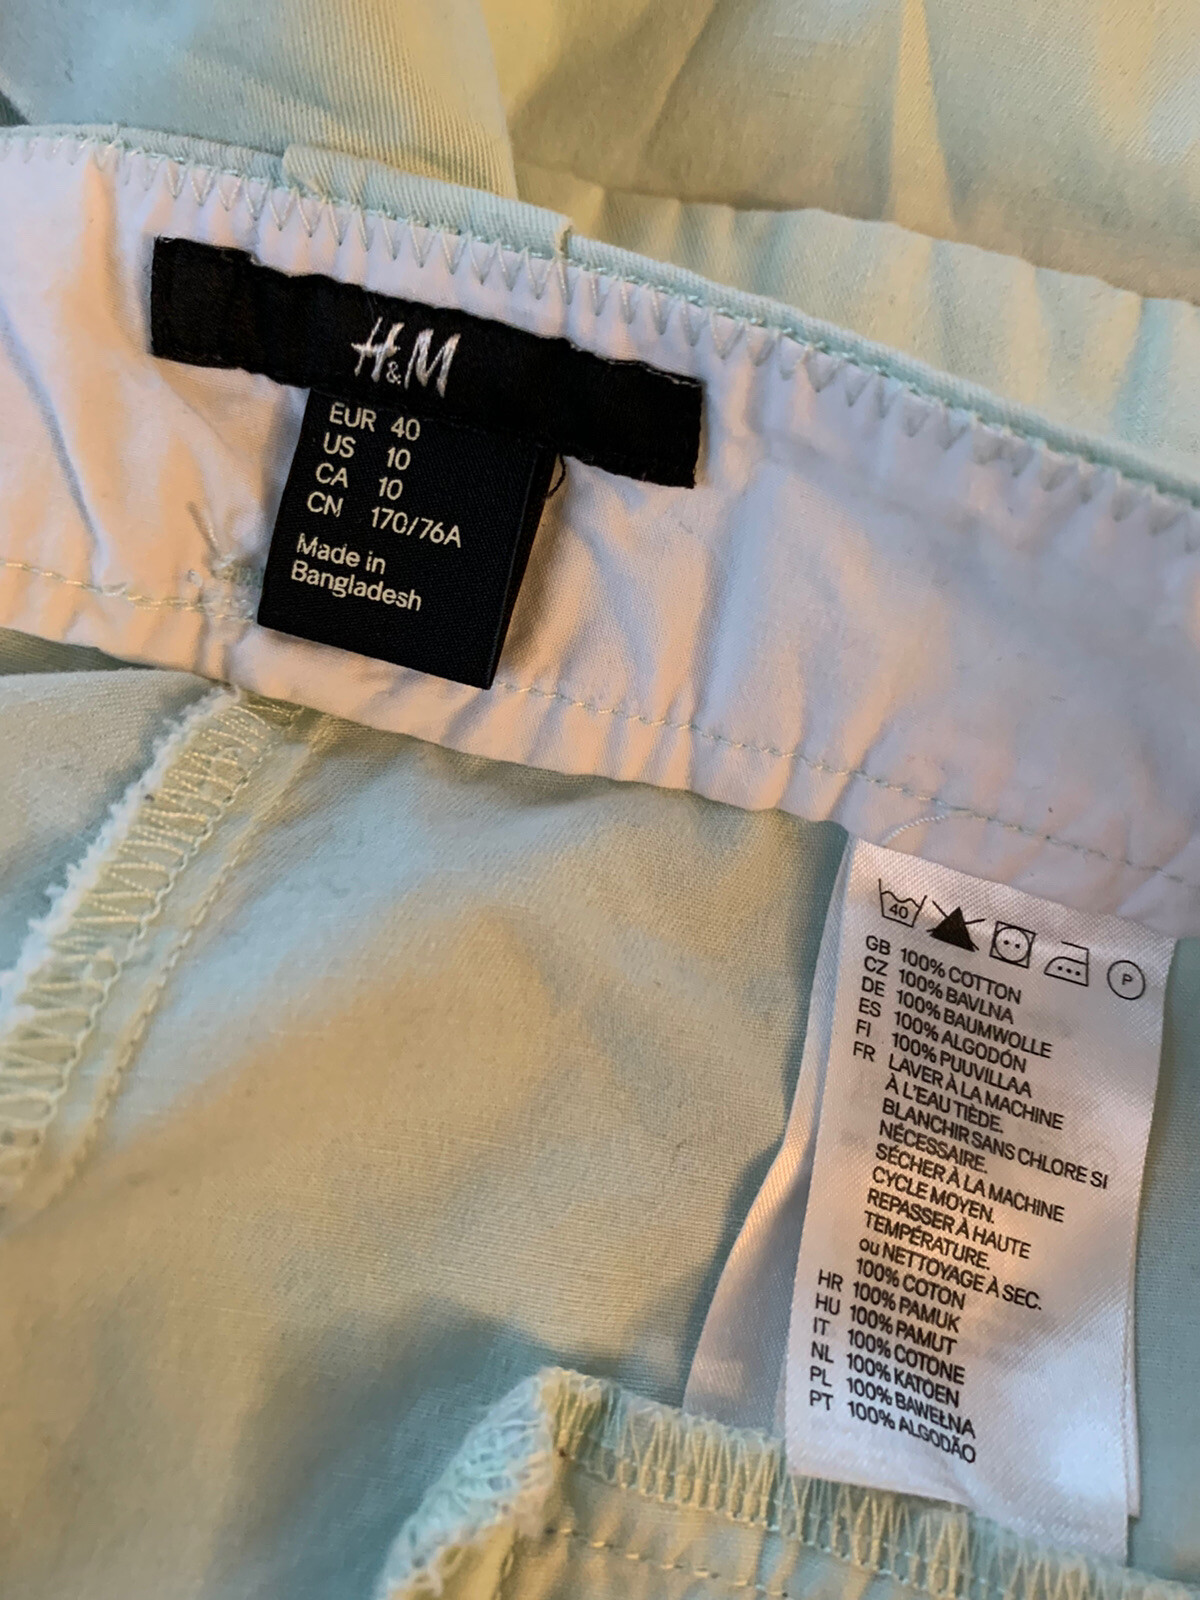 H&M
EUR 40
US 10
CA 10
CN 170/76A
Made in
Bangladesh
40
P
GB 100% COTTON
CZ 100% BAVLNA
DE 100% BAUMWOLLE
ES 100% ALGODÓN
FI 100% PUUVILLAA
FR LAVER À LA MACHINE
À L'EAU TIÈDE.
BLANCHIR SANS CHLORE SI
NÉCESSAIRE.
SÉCHER À LA MACHINE
CYCLE MOYEN.
REPASSER À HAUTE
TEMPÉRATURE.
ou NETTOYAGE À SEC.
100% COTON
HR 100% PAMUK
HU 100% PAMUT
IT 100% COTONE
NL 100% KATOEN
PL 100% BAWEŁNA
PT 100% ALGODÃO